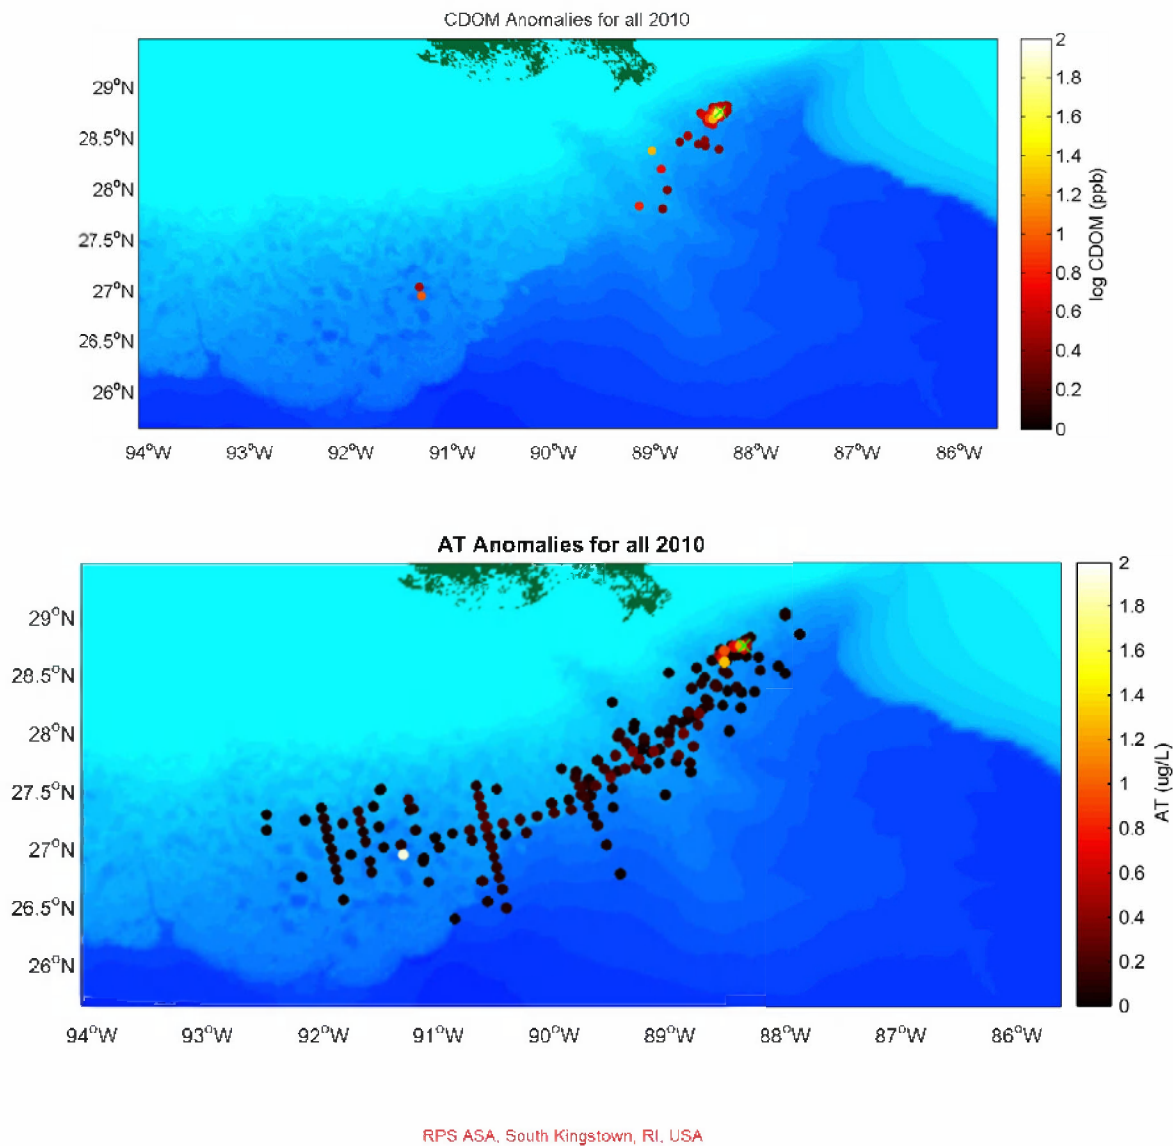 CDOM Anomalies for all 2010
29°N
28.5°N
28°N
27.5°N
27°N
26.5°N
26°N
94°W 93°W 92°W 91°W 90°W 89°W 88°W 87°W 86°W
2
1.8
1.6
1.4
1.2
1
0.8
0.6
0.4
0.2
0
log CDOM (ppb)
AT Anomalies for all 2010
29°N
28.5°N
28°N
27.5°N
27°N
26.5°N
26°N
94°W 93°W 92°W 91°W 90°W 89°W 88°W 87°W 86°W
2
1.8
1.6
1.4
1.2
1
0.8
0.6
0.4
0.2
0
AT (ug/L)
RPS ASA, South Kingstown, RI, USA